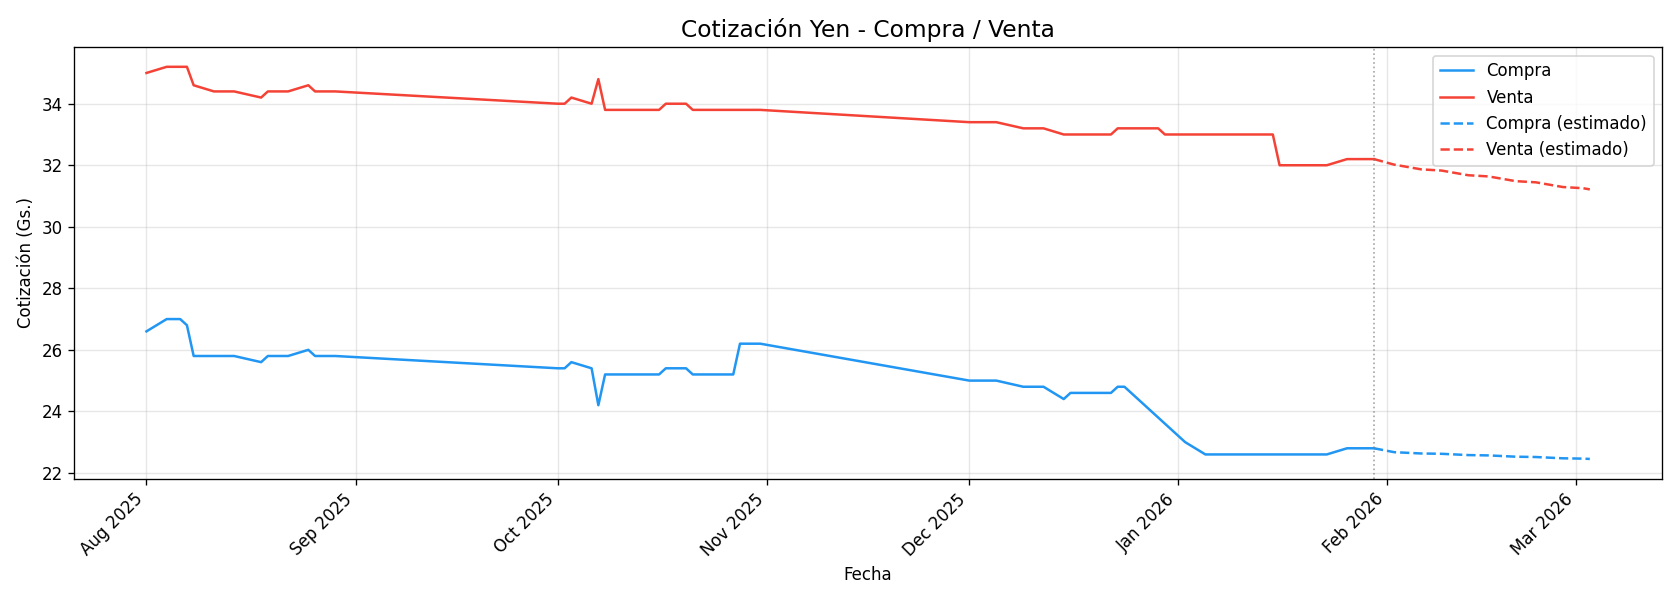 Cotización Yen - Compra / Venta
Compra
Venta
Compra (estimado)
Venta (estimado)
Cotización (Gs.)
34
32
30
28
26
24
22
Aug 2025
Sep 2025
Oct 2025
Nov 2025
Dec 2025
Jan 2026
Feb 2026
Mar 2026
Fecha